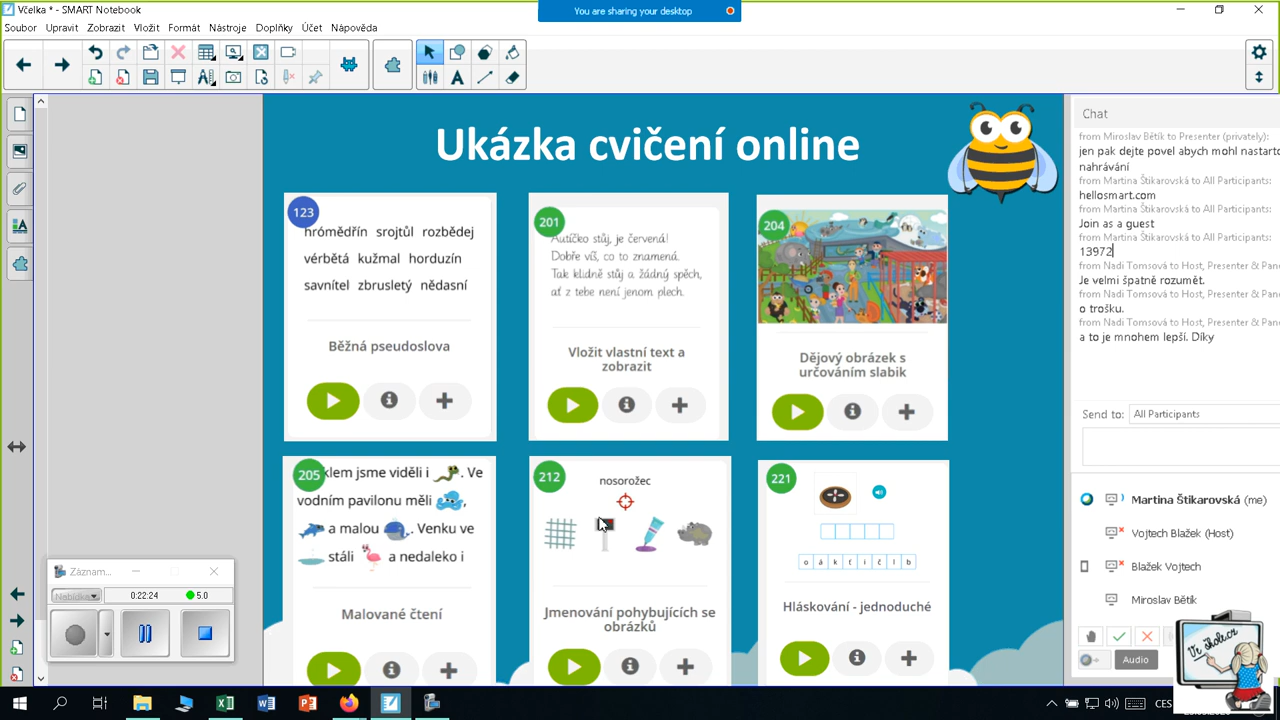 Včelka * - SMART Notebook
You are sharing your desktop
Soubor Upravit Zobrazit Vložit Formát Nástroje Doplňky Účet Nápověda
Ukázka cvičení online
123
hrómědřín srojtůl rozbědej
vérbětá kužmal horduzín
savnítel zbrusletý nědasní
Běžná pseudoslova
201
Autíčko stůj, je červená!
Dobře víš, co to znamená.
Tak klidně stůj a žádný spěch,
ať z tebe není jenom plech.
Vložit vlastní text a
zobrazit
204
Dějový obrázek s
určováním slabik
205
klem jsme viděli i . Ve
vodním pavilonu měli ,
a malou . Venku ve
stáli a nedaleko i
Malované čtení
212
nosorožec
Jmenování pohybujících se
obrázků
221
o á k ť i č l b
Hláskování - jednoduché
Chat
from Miroslav Bětík to Presenter (privately):
jen pak dejte povel abych mohl nastarto
nahrávání
from Martina Štikarovská to All Participants:
hellosmart.com
from Martina Štikarovská to All Participants:
Join as a guest
from Martina Štikarovská to All Participants:
13972
from Nadi Tomsová to Host, Presenter & Pan
Je velmi špatně rozumět.
from Nadi Tomsová to Host, Presenter & Pan
o trošku.
from Nadi Tomsová to Host, Presenter & Pan
a to je mnohem lepší. Díky
Send to: All Participants
Martina Štikarovská (me)
Vojtech Blažek (Host)
Blažek Vojtech
Miroslav Bětík
Audio
Záznam...
Nabídka
0:22:24 5.0
Ve škole.cz
CES